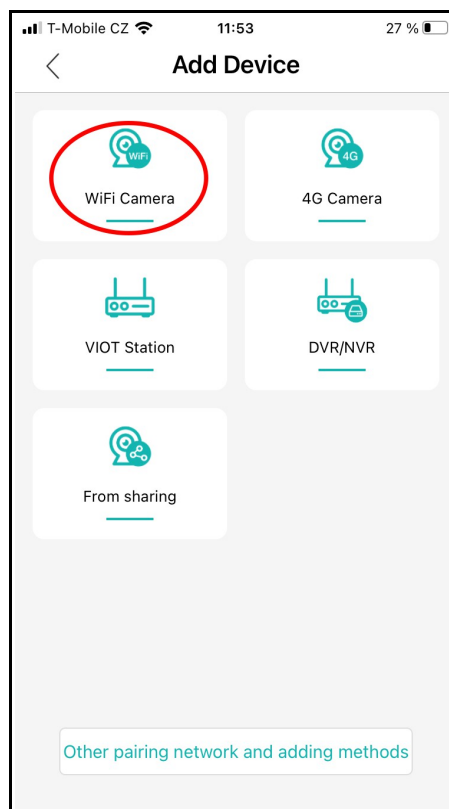 T-Mobile CZ 11:53 27 %
Add Device
WiFi 4G
WiFi Camera 4G Camera
VIOT Station DVR/NVR
From sharing
Other pairing network and adding methods